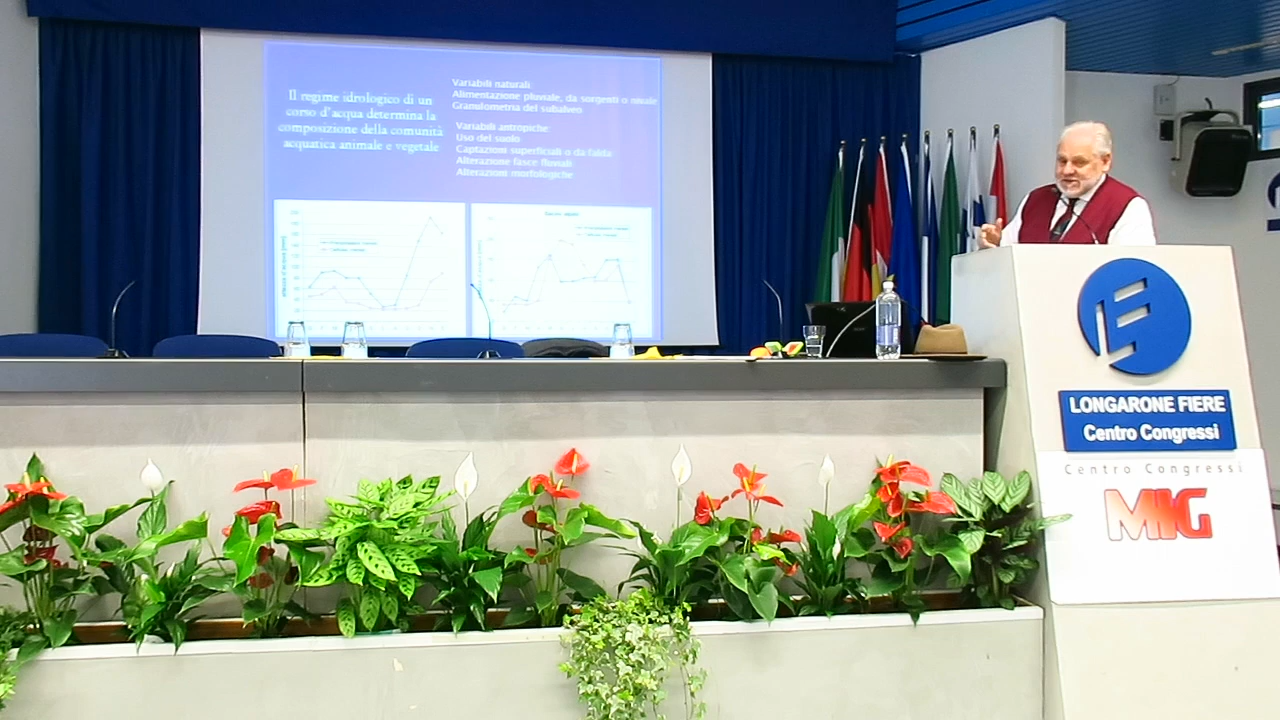 Il regime idrologico di un
corso d'acqua determina la
composizione della comunità
acquatica animale e vegetale
Variabili naturali
Alimentazione pluviale, da sorgenti o nivale
Granulometria del subalveo
Variabili antropiche
Uso del suolo
Captazioni superficiali o da falda
Alterazione fasce fluviali
Alterazioni morfologiche
LONGARONE FIERE
Centro Congressi
Centro Congressi
MIG